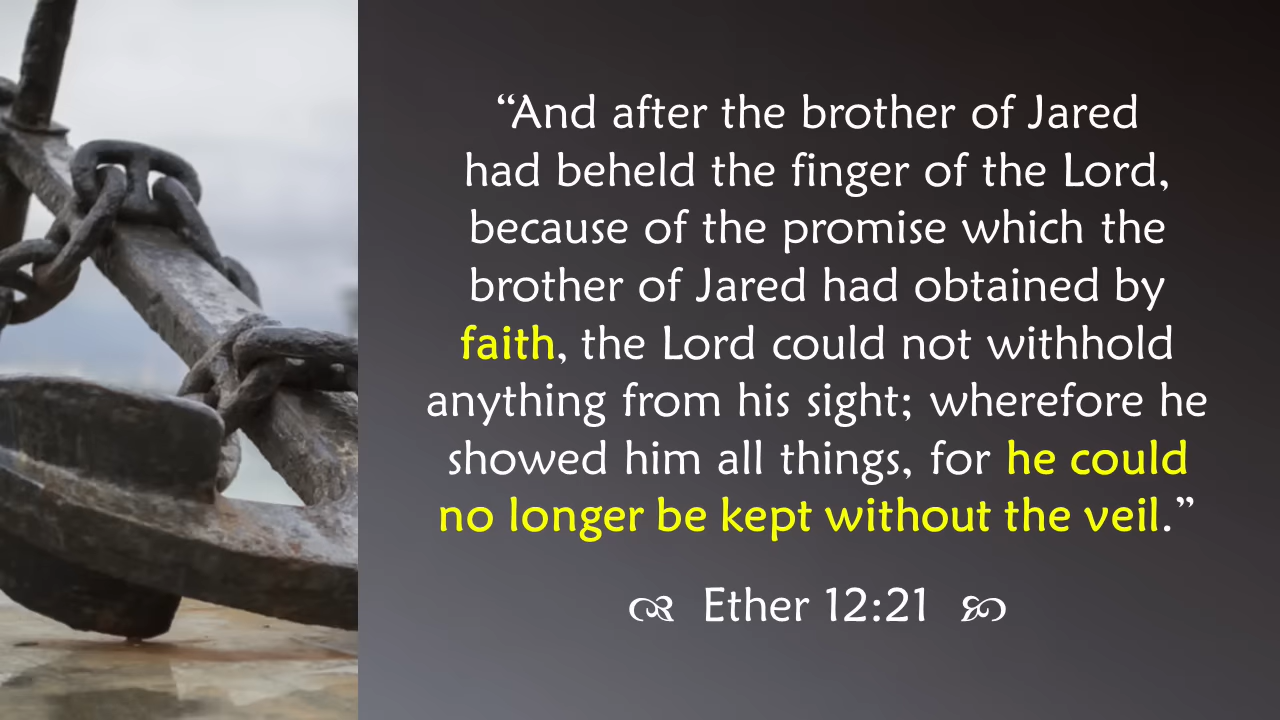 “And after the brother of Jared
had beheld the finger of the Lord,
because of the promise which the
brother of Jared had obtained by
faith, the Lord could not withhold
anything from his sight; wherefore he
showed him all things, for he could
no longer be kept without the veil.”
Ether 12:21